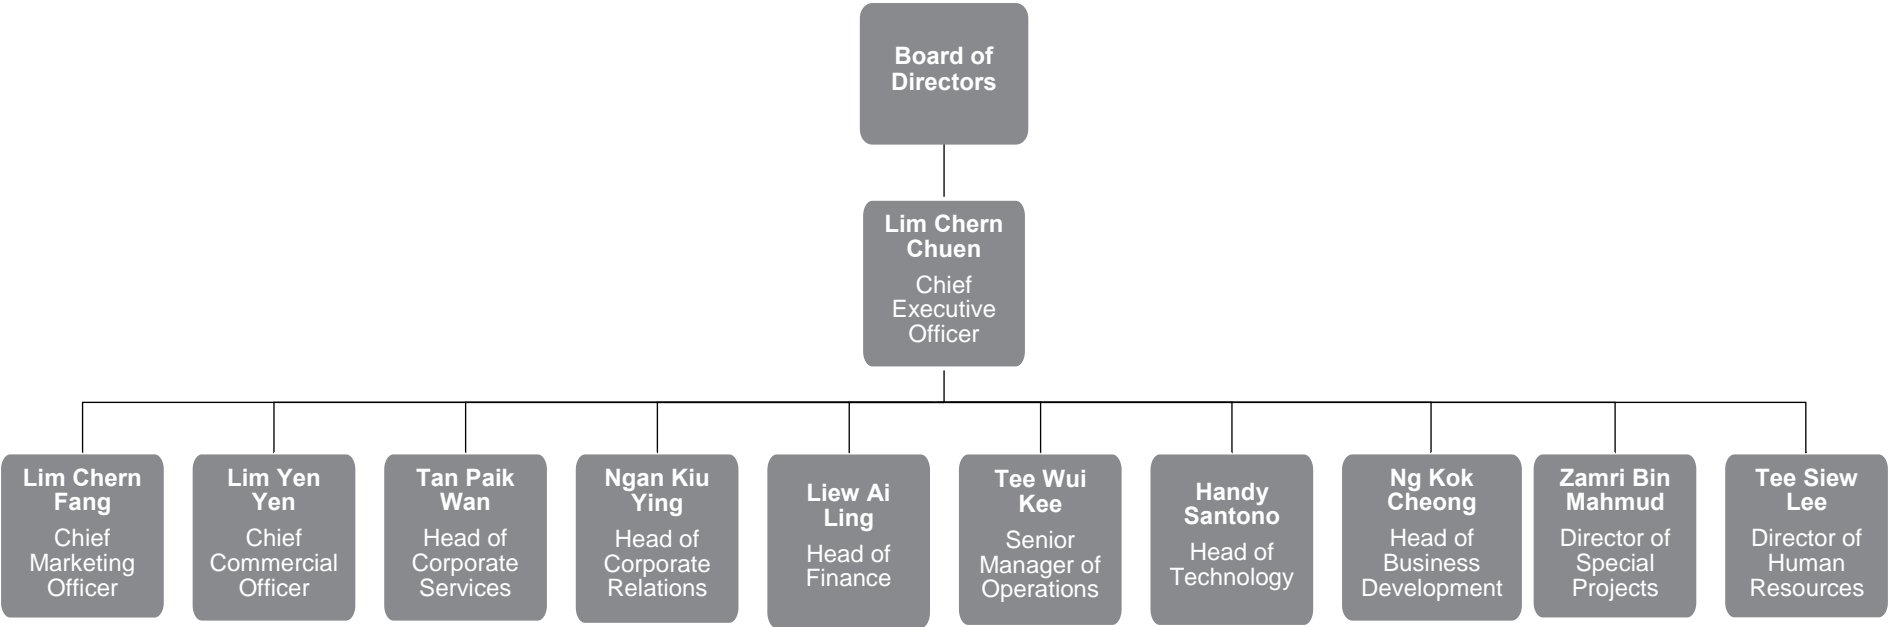 Board of
Directors
Lim Chern
Chuen
Chief
Executive
Officer
Lim Chern
Fang
Chief
Marketing
Officer
Lim Yen
Yen
Chief
Commercial
Officer
Tan Paik
Wan
Head of
Corporate
Services
Ngan Kiu
Ying
Head of
Corporate
Relations
Liew Ai
Ling
Head of
Finance
Tee Wui
Kee
Senior
Manager of
Operations
Handy
Santono
Head of
Technology
Ng Kok
Cheong
Head of
Business
Development
Zamri Bin
Mahmud
Director of
Special
Projects
Tee Siew
Lee
Director of
Human
Resources